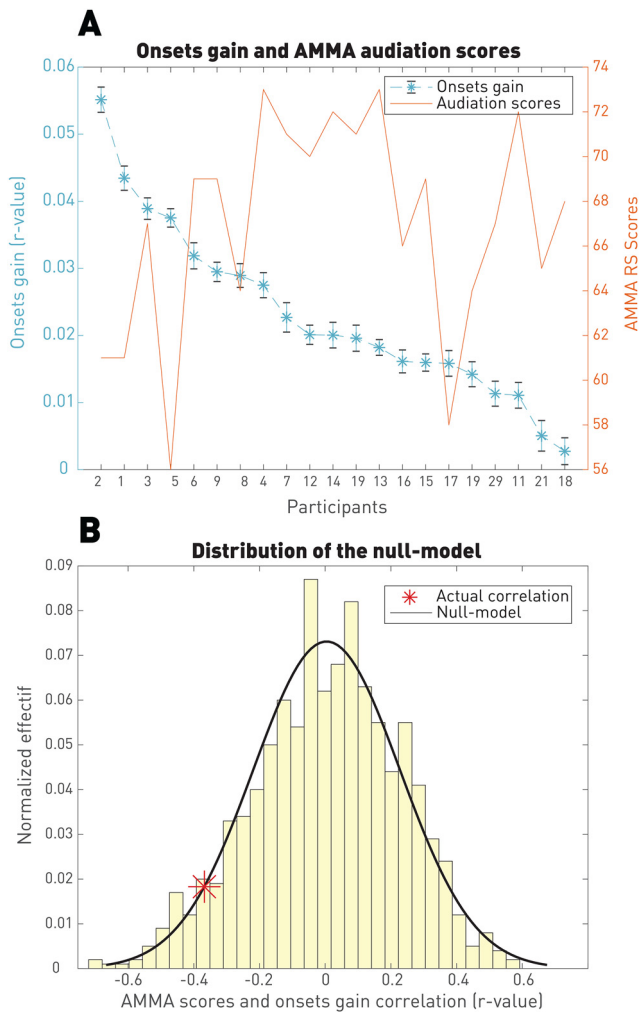 A
Onsets gain and AMMA audiation scores
Onsets gain (r-value)
0.06
0.05
0.04
0.03
0.02
0.01
0
Onsets gain
Audiation scores
74
72
70
68
66
64
62
60
58
56
AMMA RS Scores
2 1 3 5 6 9 8 4 7 12 14 19 13 16 15 17 19 29 11 21 18
Participants
B
Distribution of the null-model
Normalized effectif
0.09
0.08
0.07
0.06
0.05
0.04
0.03
0.02
0.01
0
Actual correlation
Null-model
-0.6 -0.4 -0.2 0 0.2 0.4 0.6
AMMA scores and onsets gain correlation (r-value)